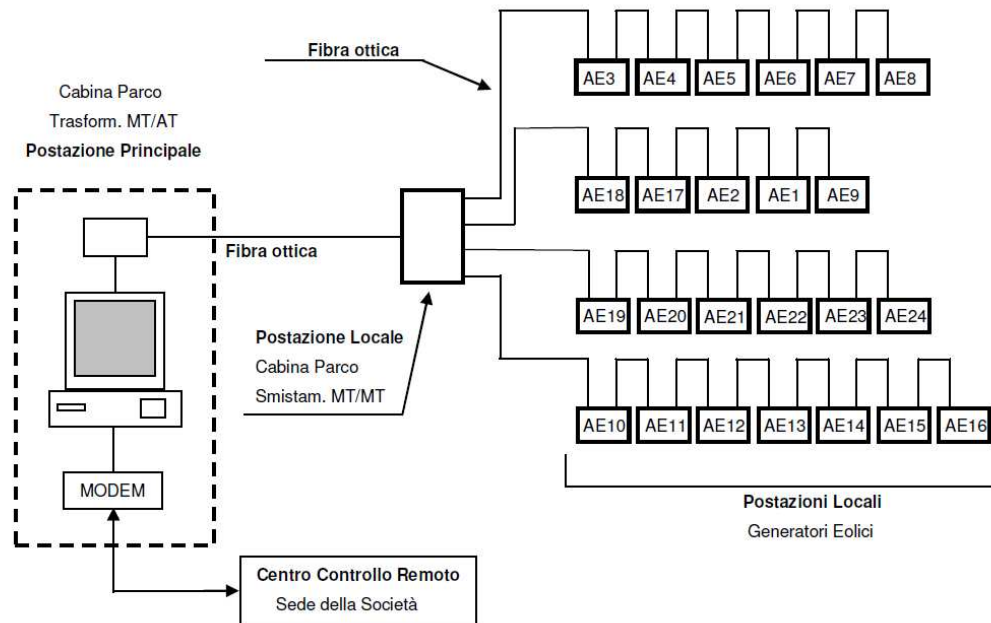 Fibra ottica
AE3 AE4 AE5 AE6 AE7 AE8
Cabina Parco
Trasform. MT/AT
Postazione Principale
AE18 AE17 AE2 AE1 AE9
Fibra ottica
AE19 AE20 AE21 AE22 AE23 AE24
Postazione Locale
Cabina Parco
Smistam. MT/MT
AE10 AE11 AE12 AE13 AE14 AE15 AE16
MODEM
Postazioni Locali
Generatori Eolici
Centro Controllo Remoto
Sede della Società